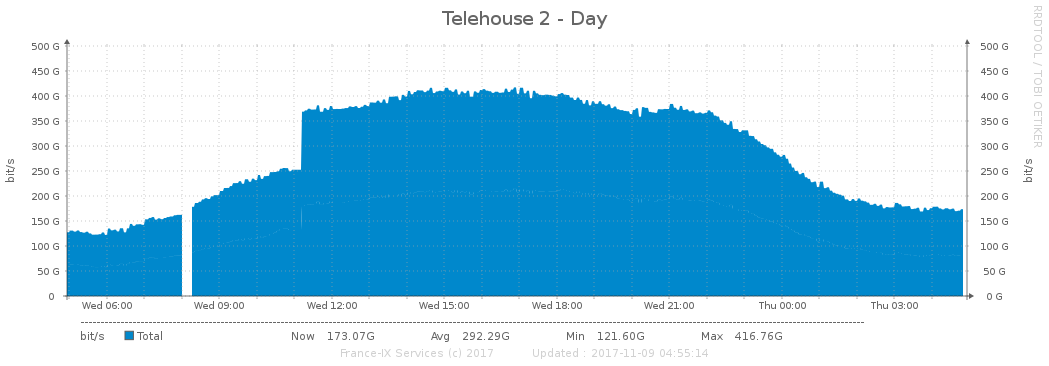 Telehouse 2 - Day
RRDTOOL / TOBI OETIKER
500 G 500 G
450 G 450 G
400 G 400 G
350 G 350 G
300 G 300 G
250 G 250 G
200 G 200 G
150 G 150 G
100 G 100 G
50 G 50 G
0 0 G
bit/s
bit/s
Wed 06:00 Wed 09:00 Wed 12:00 Wed 15:00 Wed 18:00 Wed 21:00 Thu 00:00 Thu 03:00
bit/s Total Now 173.07G Avg 292.29G Min 121.60G Max 416.76G
France-IX Services (c) 2017 Updated : 2017-11-09 04:55:14